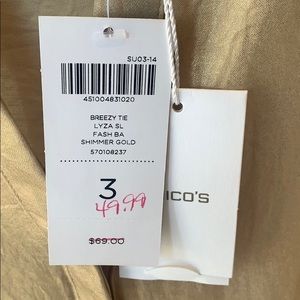 SU03-14
451004831020
BREEZY TIE
LYZA SL
FASH BA
SHIMMER GOLD
570108237
3
49.99
$69.00
ICO'S